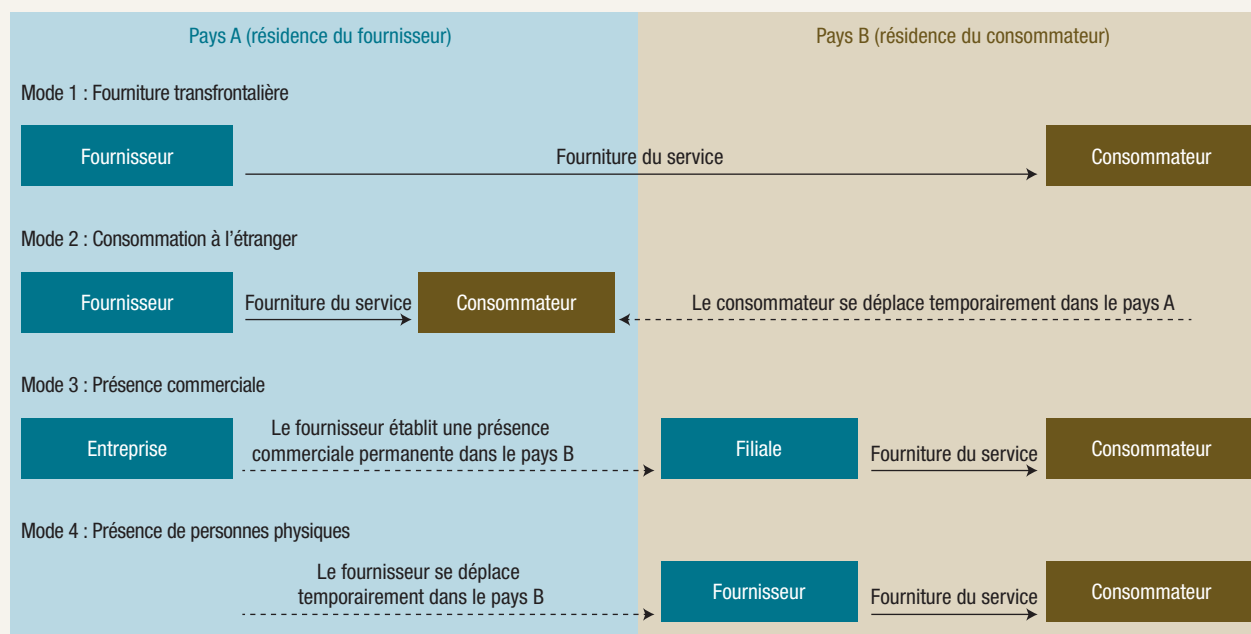 Pays A (résidence du fournisseur)
Pays B (résidence du consommateur)
Mode 1 : Fourniture transfrontalière
Fournisseur
Fourniture du service
Consommateur
Mode 2 : Consommation à l’étranger
Fournisseur
Fourniture du service
Consommateur
Le consommateur se déplace temporairement dans le pays A
Mode 3 : Présence commerciale
Entreprise
Le fournisseur établit une présence
commerciale permanente dans le pays B
Filiale
Fourniture du service
Consommateur
Mode 4 : Présence de personnes physiques
Le fournisseur se déplace
temporairement dans le pays B
Fournisseur
Fourniture du service
Consommateur